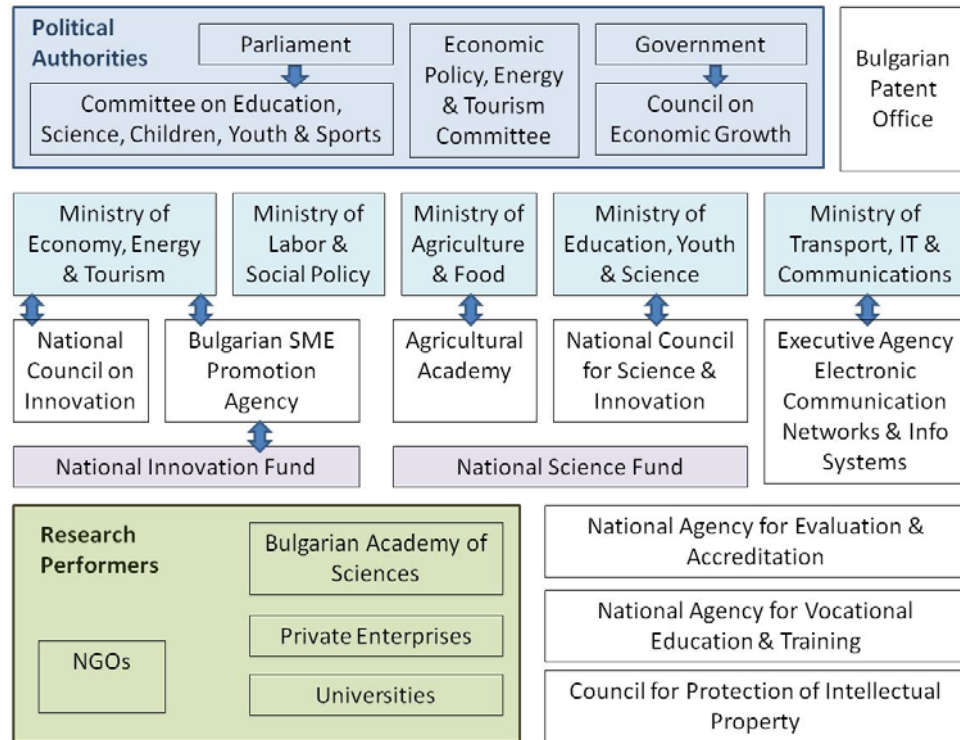 Political
Authorities
Parliament
Committee on Education,
Science, Children, Youth & Sports
Economic
Policy, Energy
& Tourism
Committee
Government
Council on
Economic Growth
Bulgarian
Patent
Office
Ministry of
Economy, Energy
& Tourism
Ministry of
Labor &
Social Policy
Ministry of
Agriculture
& Food
Ministry of
Education, Youth
& Science
Ministry of
Transport, IT &
Communications
National
Council on
Innovation
Bulgarian SME
Promotion
Agency
Agricultural
Academy
National Council
for Science &
Innovation
Executive Agency
Electronic
Communication
Networks & Info
Systems
National Innovation Fund
National Science Fund
Research
Performers
Bulgarian Academy of
Sciences
Private Enterprises
NGOs
Universities
National Agency for Evaluation &
Accreditation
National Agency for Vocational
Education & Training
Council for Protection of Intellectual
Property